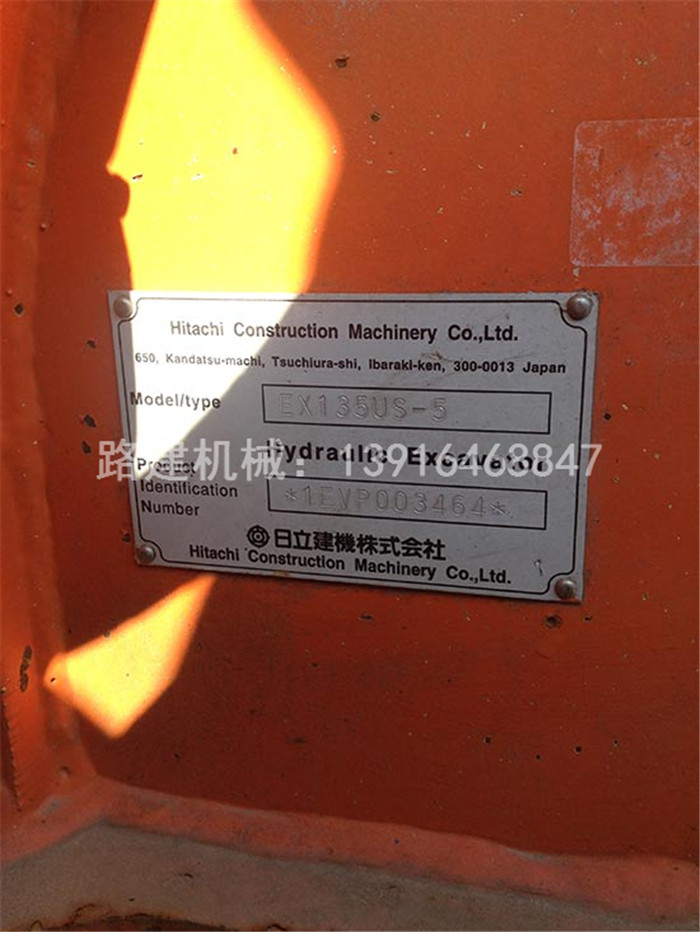 Hitachi Construction Machinery Co.,Ltd.
650, Kandatsu-machi, Tsuchiura-shi, Ibaraki-ken, 300-0013 Japan
Model/type EX135US-5
Hydraulic Excavator
路建机械：13916468847
Product
Identification
Number *1EVP003464*
日立建機株式会社
Hitachi Construction Machinery Co.,Ltd.